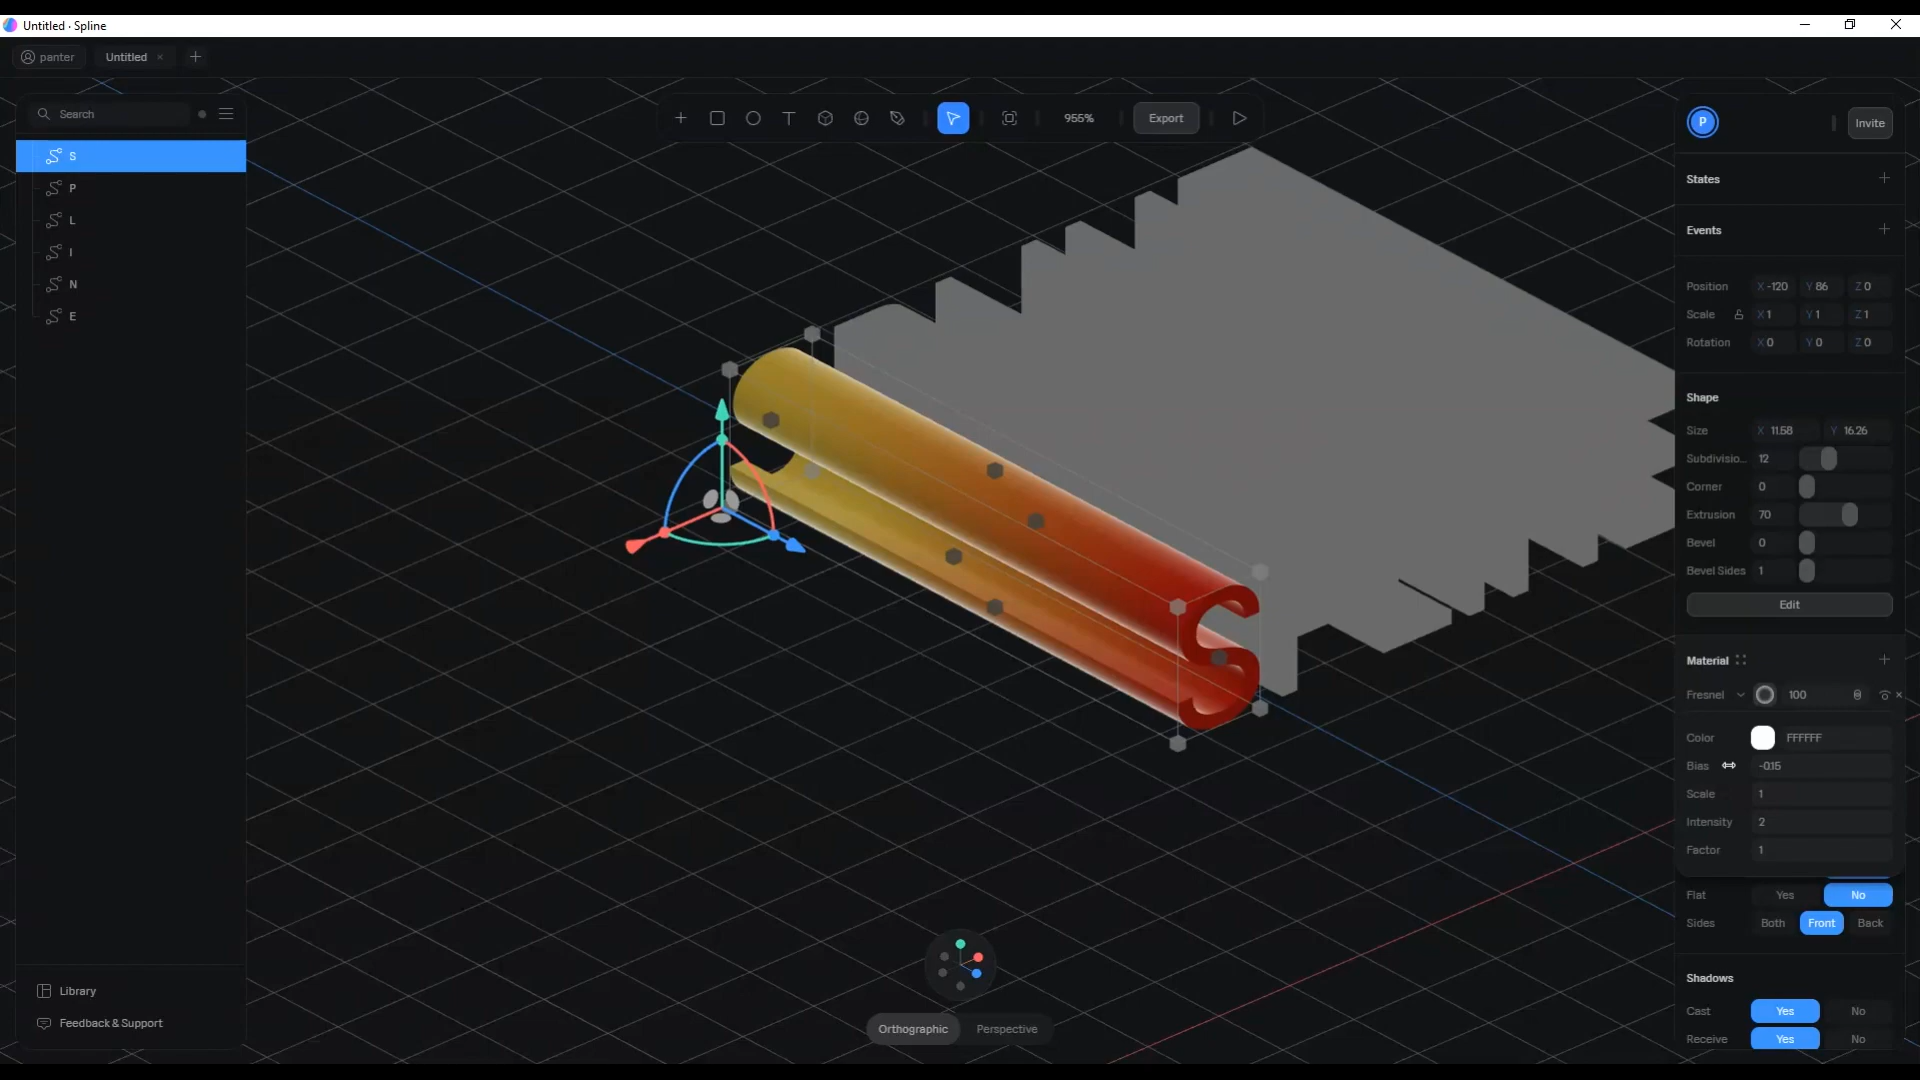 Untitled - Spline
panter
Untitled
Search
955%
Export
P
Invite
S
P
L
I
N
E
States
Events
Position X -120 Y 86 Z 0
Scale X 1 Y 1 Z 1
Rotation X 0 Y 0 Z 0
Shape
Size X 11.58 Y 16.26
Subdivisio... 12
Corner 0
Extrusion 70
Bevel 0
Bevel Sides 1
Edit
Material
Fresnel 100
Color FFFFFF
Bias -0.15
Scale 1
Intensity 2
Factor 1
Flat Yes No
Sides Both Front Back
Shadows
Cast Yes No
Receive Yes No
Library
Feedback & Support
Orthographic Perspective
S